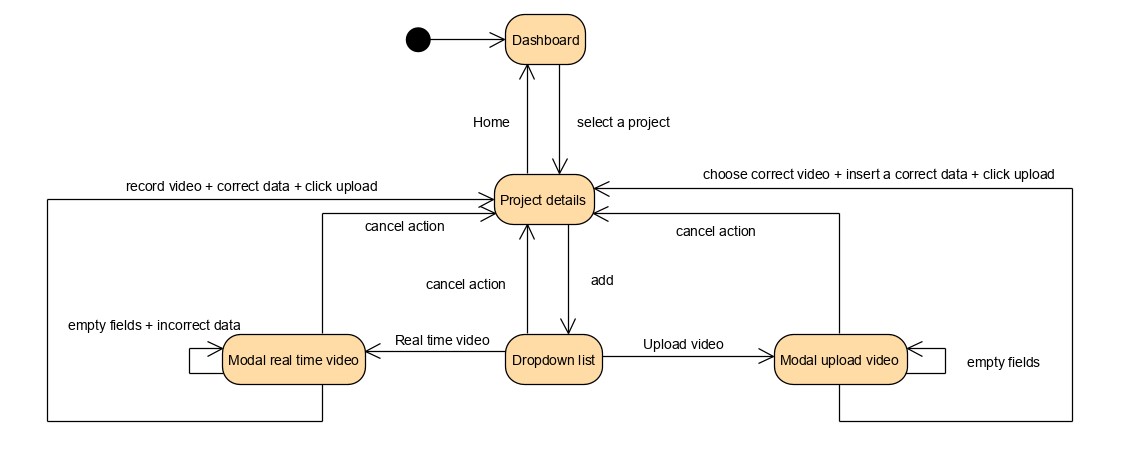 Dashboard
Home
select a project
choose correct video + insert a correct data + click upload
record video + correct data + click upload
Project details
cancel action
cancel action
cancel action
add
empty fields + incorrect data
Real time video
Upload video
Modal real time video
Dropdown list
Modal upload video
empty fields